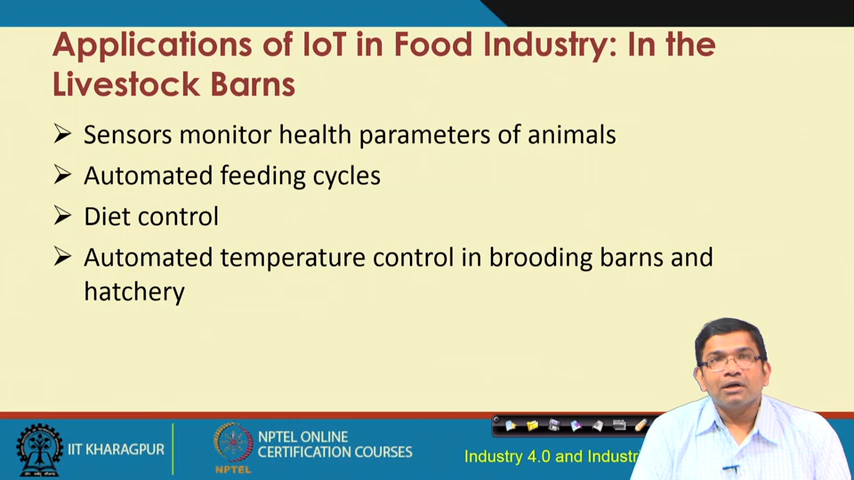 Applications of IoT in Food Industry: In the
Livestock Barns
➢ Sensors monitor health parameters of animals
➢ Automated feeding cycles
➢ Diet control
➢ Automated temperature control in brooding barns and
hatchery
IIT KHARAGPUR
NPTEL
NPTEL ONLINE
CERTIFICATION COURSES
Industry 4.0 and Industri